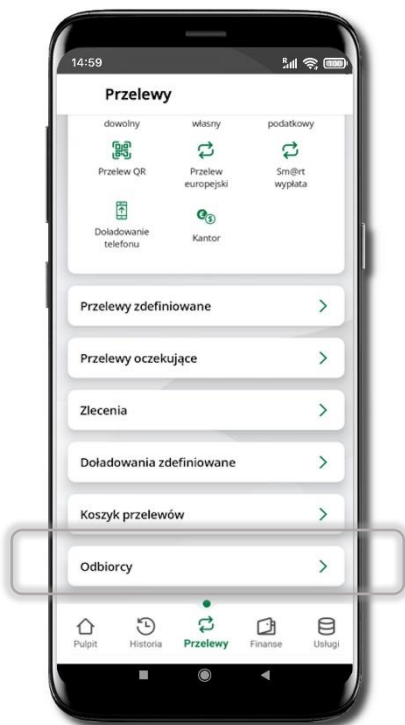 14:59
Przelewy
dowolny własny podatkowy
Przelew QR Przelew europejski Sm@rt wypłata
Doładowanie telefonu Kantor
Przelewy zdefiniowane
Przelewy oczekujące
Zlecenia
Doładowania zdefiniowane
Koszyk przelewów
Odbiorcy
Pulpit Historia Przelewy Finanse Usługi